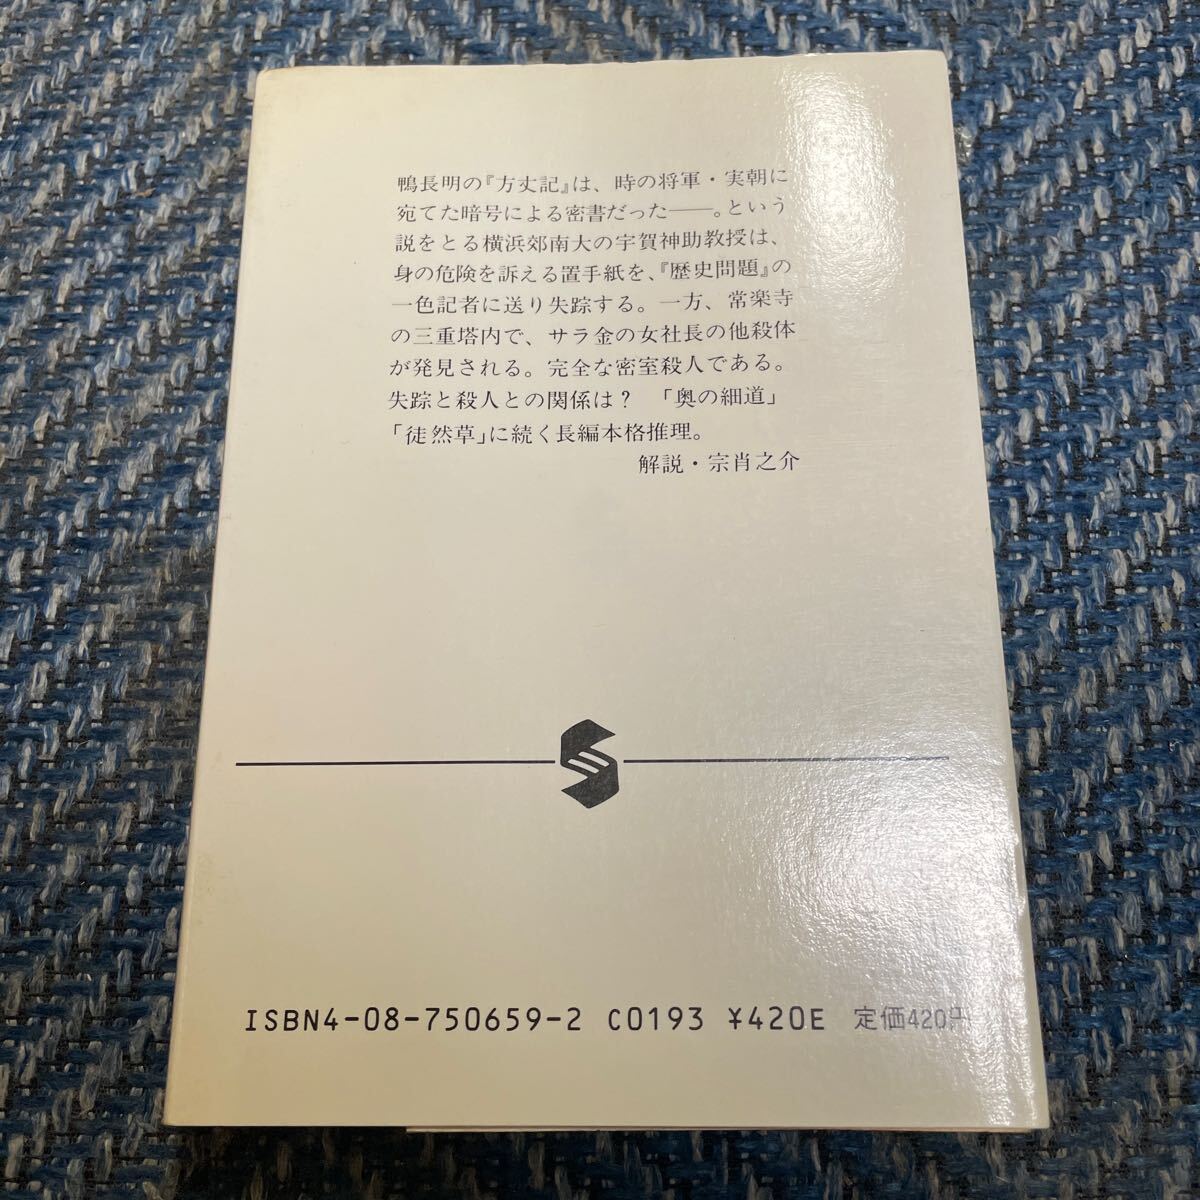 鴨長明の『方丈記』は、時の将軍・実朝に
宛てた暗号による密書だった――。という
説をとる横浜郊南大の宇賀神助教授は、
身の危険を訴える置手紙を、『歴史問題』の
一色記者に送り失踪する。一方、常楽寺
の三重塔内で、サラ金の女社長の他殺体
が発見される。完全な密室殺人である。
失踪と殺人との関係は？　「奥の細道」
「徒然草」に続く長編本格推理。
解説・宗肖之介
ISBN4-08-750659-2 C0193 ¥420E 定価420円